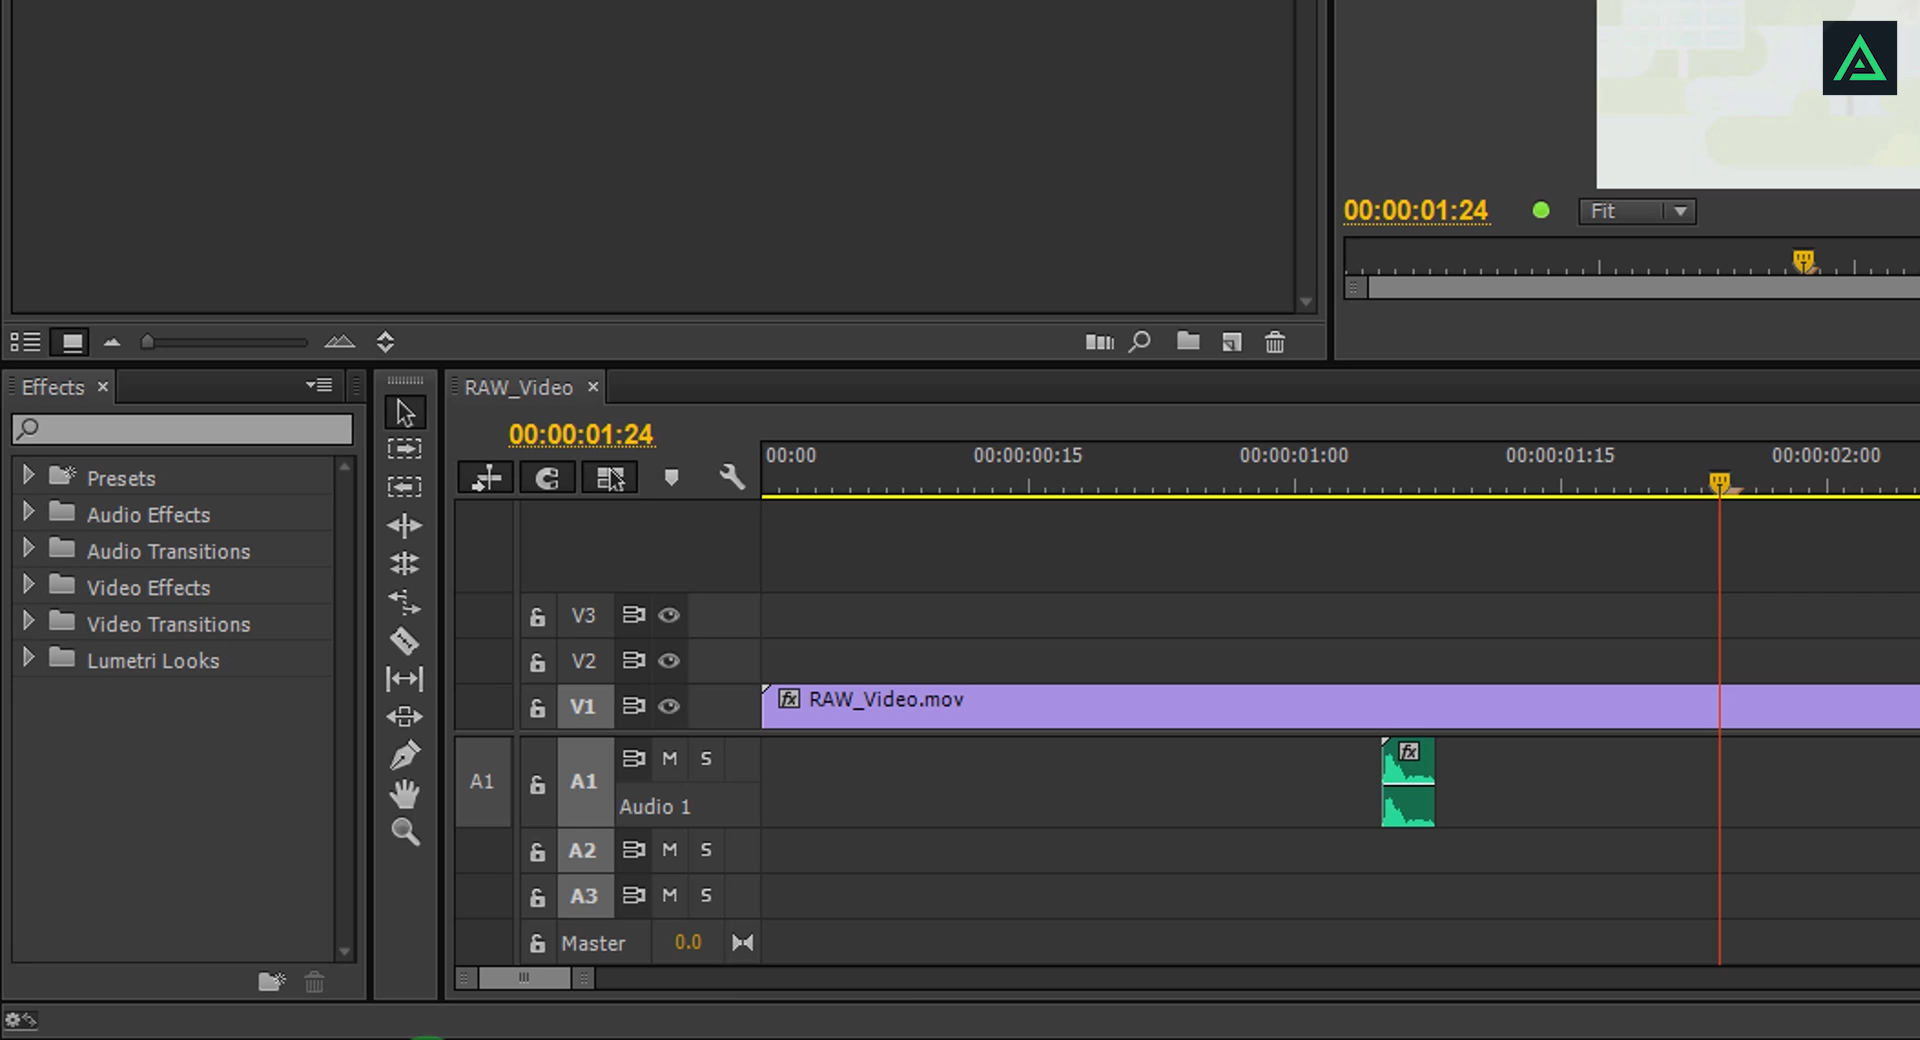 00:00:01:24
Fit
Effects
RAW_Video
00:00:01:24
00:00
00:00:00:15
00:00:01:00
00:00:01:15
00:00:02:00
Presets
Audio Effects
Audio Transitions
Video Effects
Video Transitions
Lumetri Looks
V3
V2
V1
fx RAW_Video.mov
A1
A1
M S
Audio 1
fx
A2 M S
A3 M S
Master 0.0